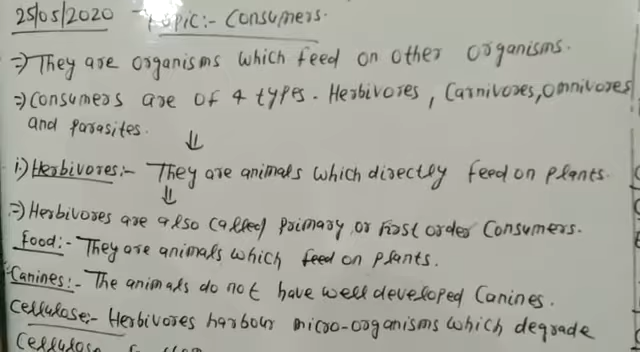 25/05/2020 Topic:- Consumers.
=> They are organisms which feed on other organisms.
=> Consumers are of 4 types. Herbivores, Carnivores, Omnivores
and Parasites.
i.) Herbivores:- They are animals which directly feed on plants.
=> Herbivores are also called primary or First order Consumers.
Food:- They are animals which feed on plants.
Canines:- The animals do not have well developed Canines.
Cellulose:- Herbivores harbour micro-organisms which degrade
Cellulose